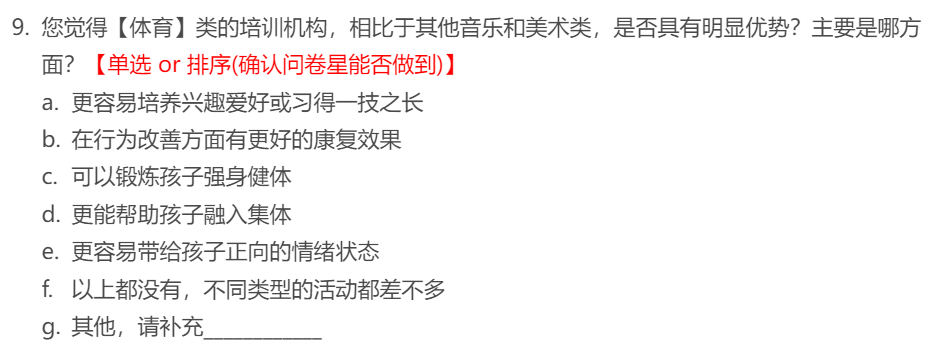 9. 您觉得【体育】类的培训机构，相比于其他音乐和美术类，是否具有明显优势？主要是哪方
面？【单选 or 排序(确认问卷星能否做到)】
a. 更容易培养兴趣爱好或习得一技之长
b. 在行为改善方面有更好的康复效果
c. 可以锻炼孩子强身健体
d. 更能帮助孩子融入集体
e. 更容易带给孩子正向的情绪状态
f. 以上都没有，不同类型的活动都差不多
g. 其他，请补充____________